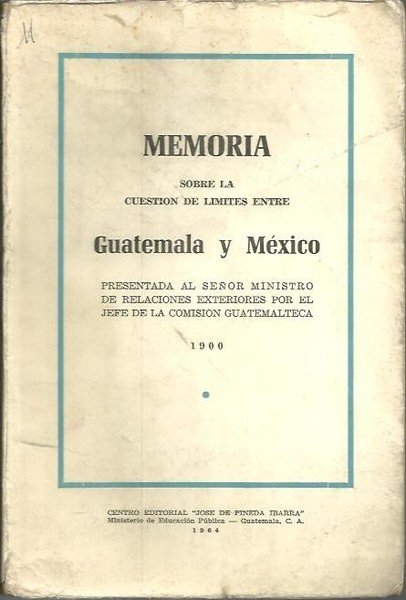 M
MEMORIA
SOBRE LA
CUESTION DE LIMITES ENTRE
Guatemala y México
PRESENTADA AL SEÑOR MINISTRO
DE RELACIONES EXTERIORES POR EL
JEFE DE LA COMISION GUATEMALTECA
1900
CENTRO EDITORIAL "JOSE DE PINEDA IBARRA"
Ministerio de Educación Pública — Guatemala, C. A.
1964